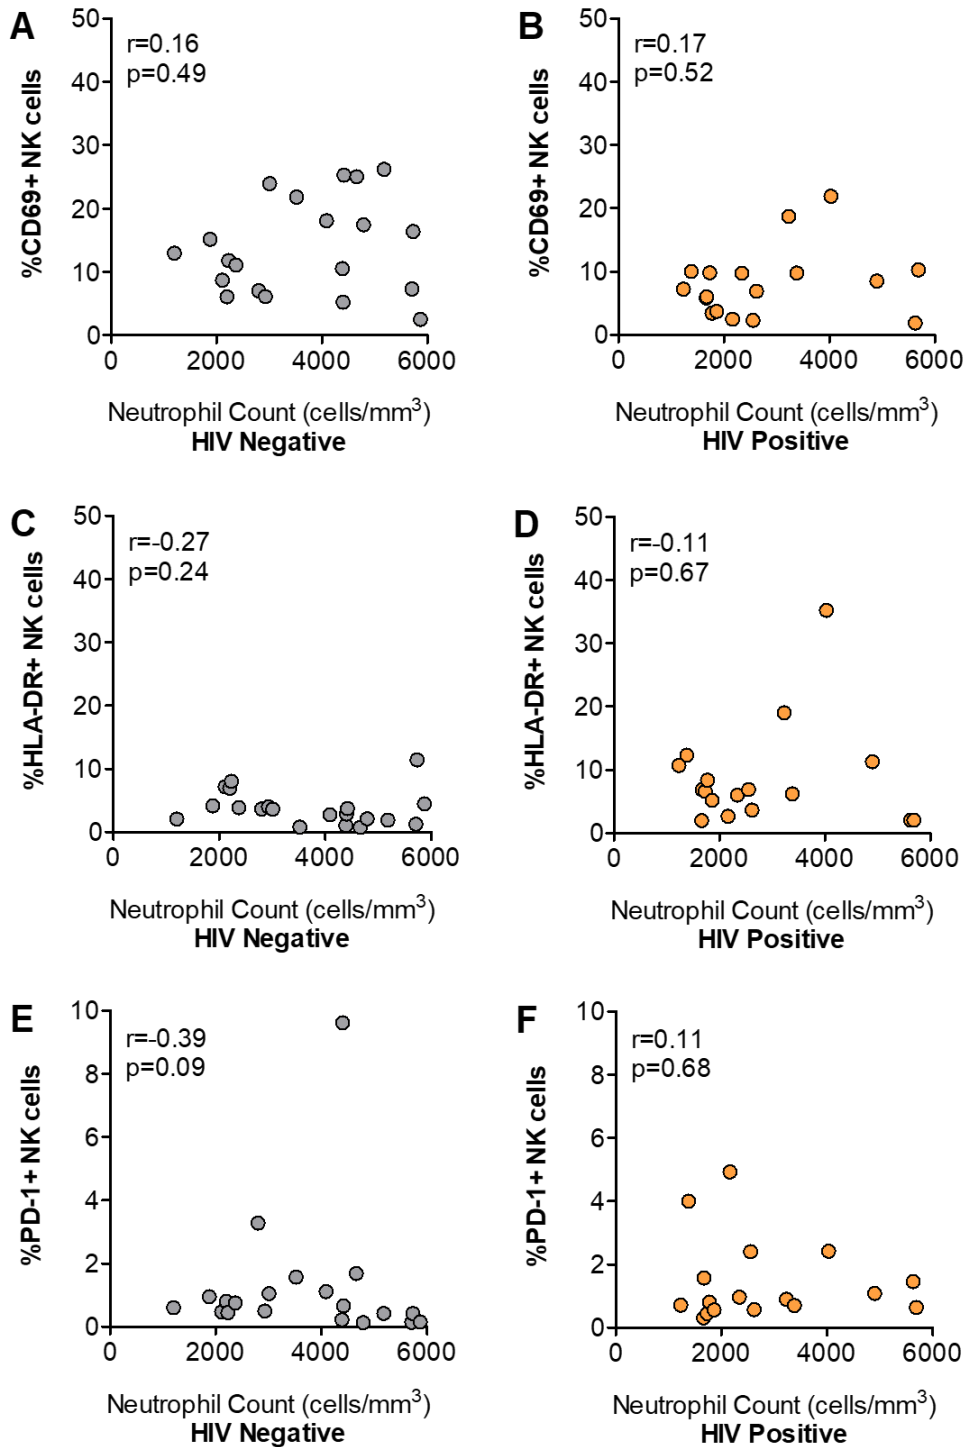 A
r=0.16
p=0.49
%CD69+ NK cells
50
40
30
20
10
0
0 2000 4000 6000
Neutrophil Count (cells/mm³)
HIV Negative
B
r=0.17
p=0.52
%CD69+ NK cells
50
40
30
20
10
0
0 2000 4000 6000
Neutrophil Count (cells/mm³)
HIV Positive
C
r=-0.27
p=0.24
%HLA-DR+ NK cells
50
40
30
20
10
0
0 2000 4000 6000
Neutrophil Count (cells/mm³)
HIV Negative
D
r=-0.11
p=0.67
%HLA-DR+ NK cells
50
40
30
20
10
0
0 2000 4000 6000
Neutrophil Count (cells/mm³)
HIV Positive
E
r=-0.39
p=0.09
%PD-1+ NK cells
10
8
6
4
2
0
0 2000 4000 6000
Neutrophil Count (cells/mm³)
HIV Negative
F
r=0.11
p=0.68
%PD-1+ NK cells
10
8
6
4
2
0
0 2000 4000 6000
Neutrophil Count (cells/mm³)
HIV Positive